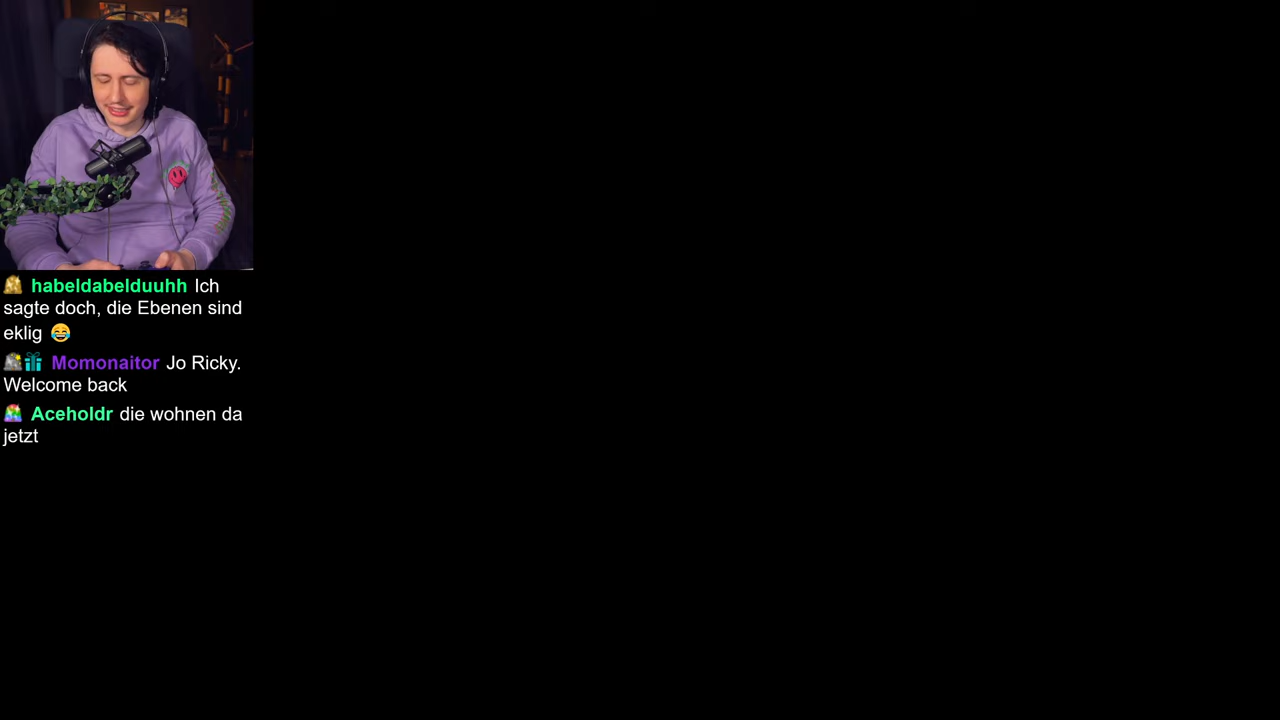 habeldabelduuhh Ich
sagte doch, die Ebenen sind
eklig 😂
Momonaitor Jo Ricky.
Welcome back
Aceholdr die wohnen da
jetzt